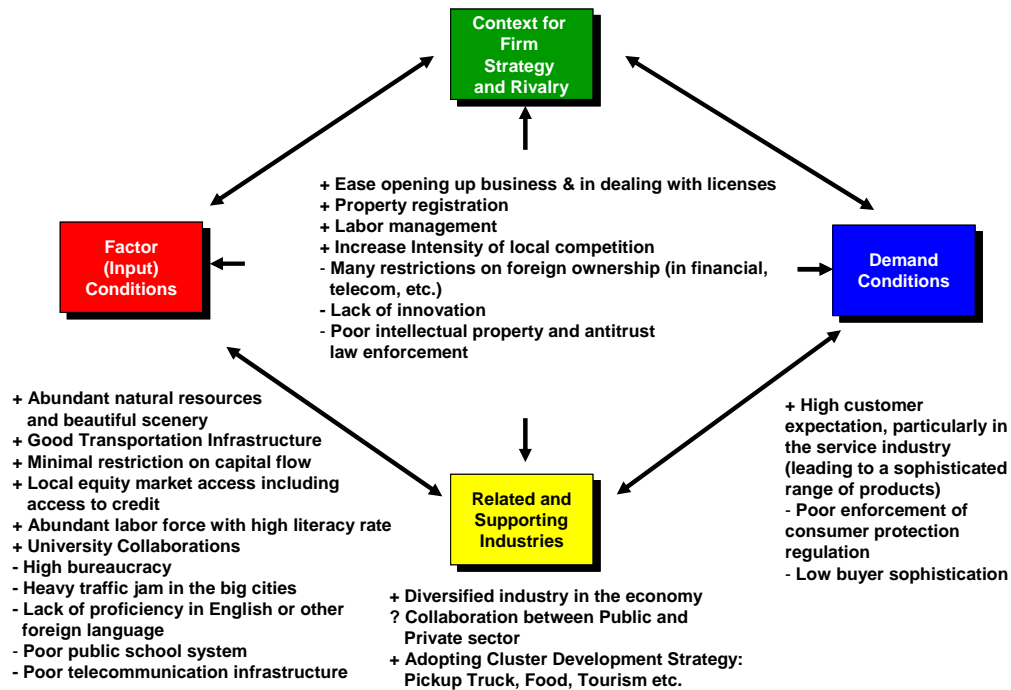 Context for
Firm
Strategy
and Rivalry
+ Ease opening up business & in dealing with licenses
+ Property registration
+ Labor management
+ Increase Intensity of local competition
- Many restrictions on foreign ownership (in financial,
telecom, etc.)
- Lack of innovation
- Poor intellectual property and antitrust
law enforcement
Factor
(Input)
Conditions
Demand
Conditions
+ Abundant natural resources
and beautiful scenery
+ Good Transportation Infrastructure
+ Minimal restriction on capital flow
+ Local equity market access including
access to credit
+ Abundant labor force with high literacy rate
+ University Collaborations
- High bureaucracy
- Heavy traffic jam in the big cities
- Lack of proficiency in English or other
foreign language
- Poor public school system
- Poor telecommunication infrastructure
Related and
Supporting
Industries
+ Diversified industry in the economy
? Collaboration between Public and
Private sector
+ Adopting Cluster Development Strategy:
Pickup Truck, Food, Tourism etc.
+ High customer
expectation, particularly in
the service industry
(leading to a sophisticated
range of products)
- Poor enforcement of
consumer protection
regulation
- Low buyer sophistication